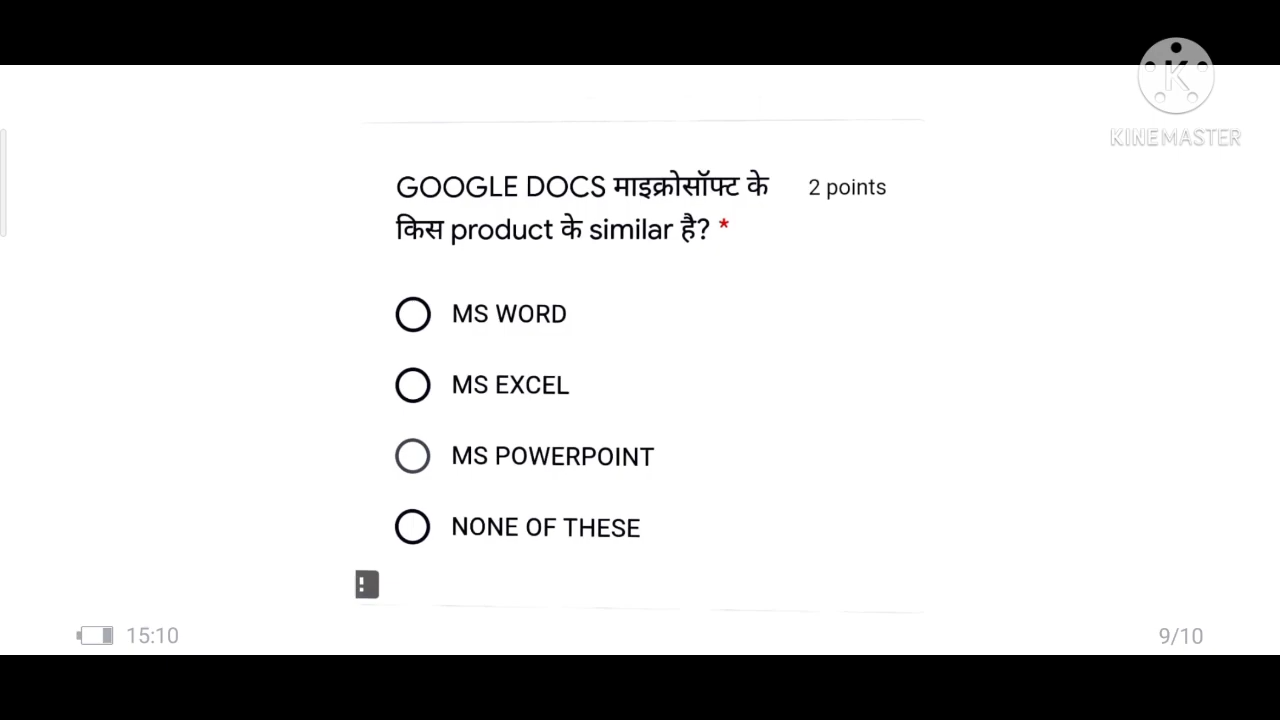 KINEMASTER
GOOGLE DOCS माइक्रोसॉफ्ट के
2 points
किस product के similar है? *
MS WORD
MS EXCEL
MS POWERPOINT
NONE OF THESE
15:10
9/10